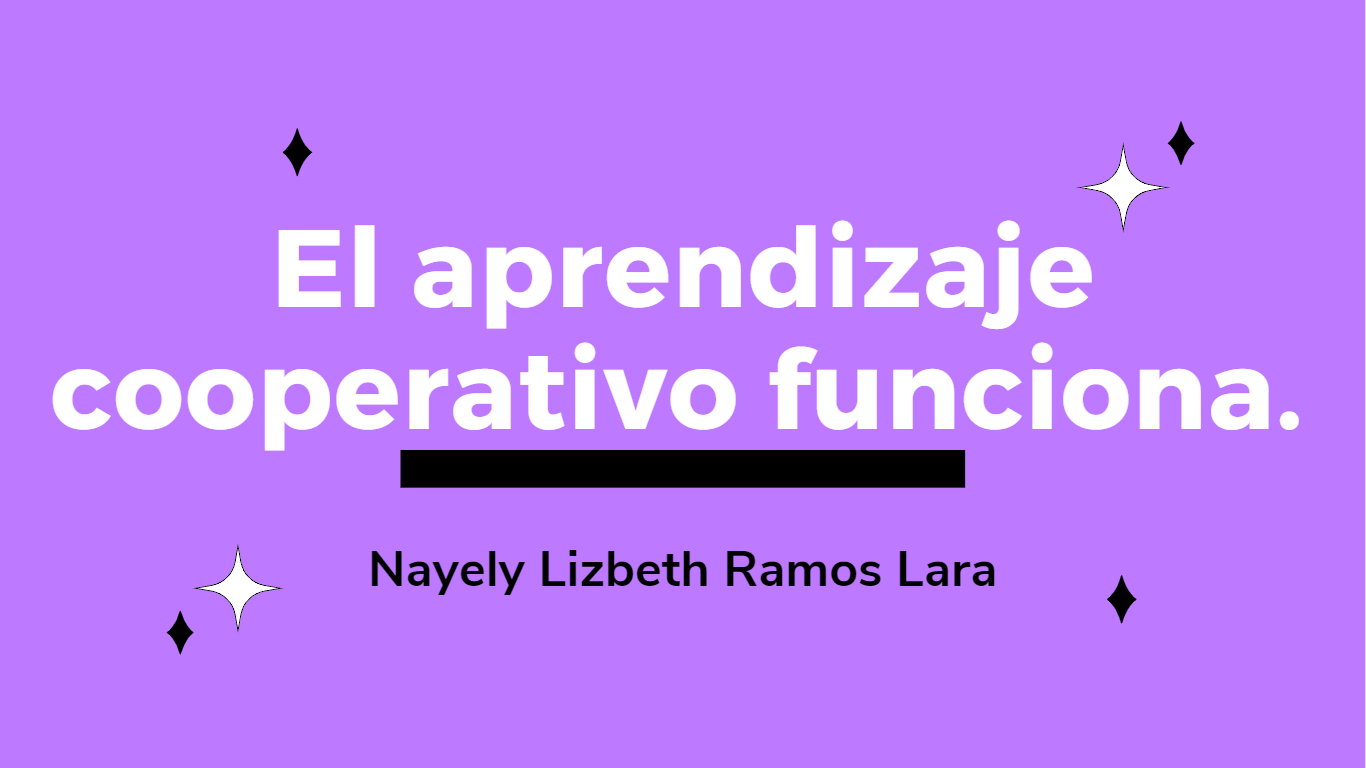 El aprendizaje
cooperativo funciona.
Nayely Lizbeth Ramos Lara